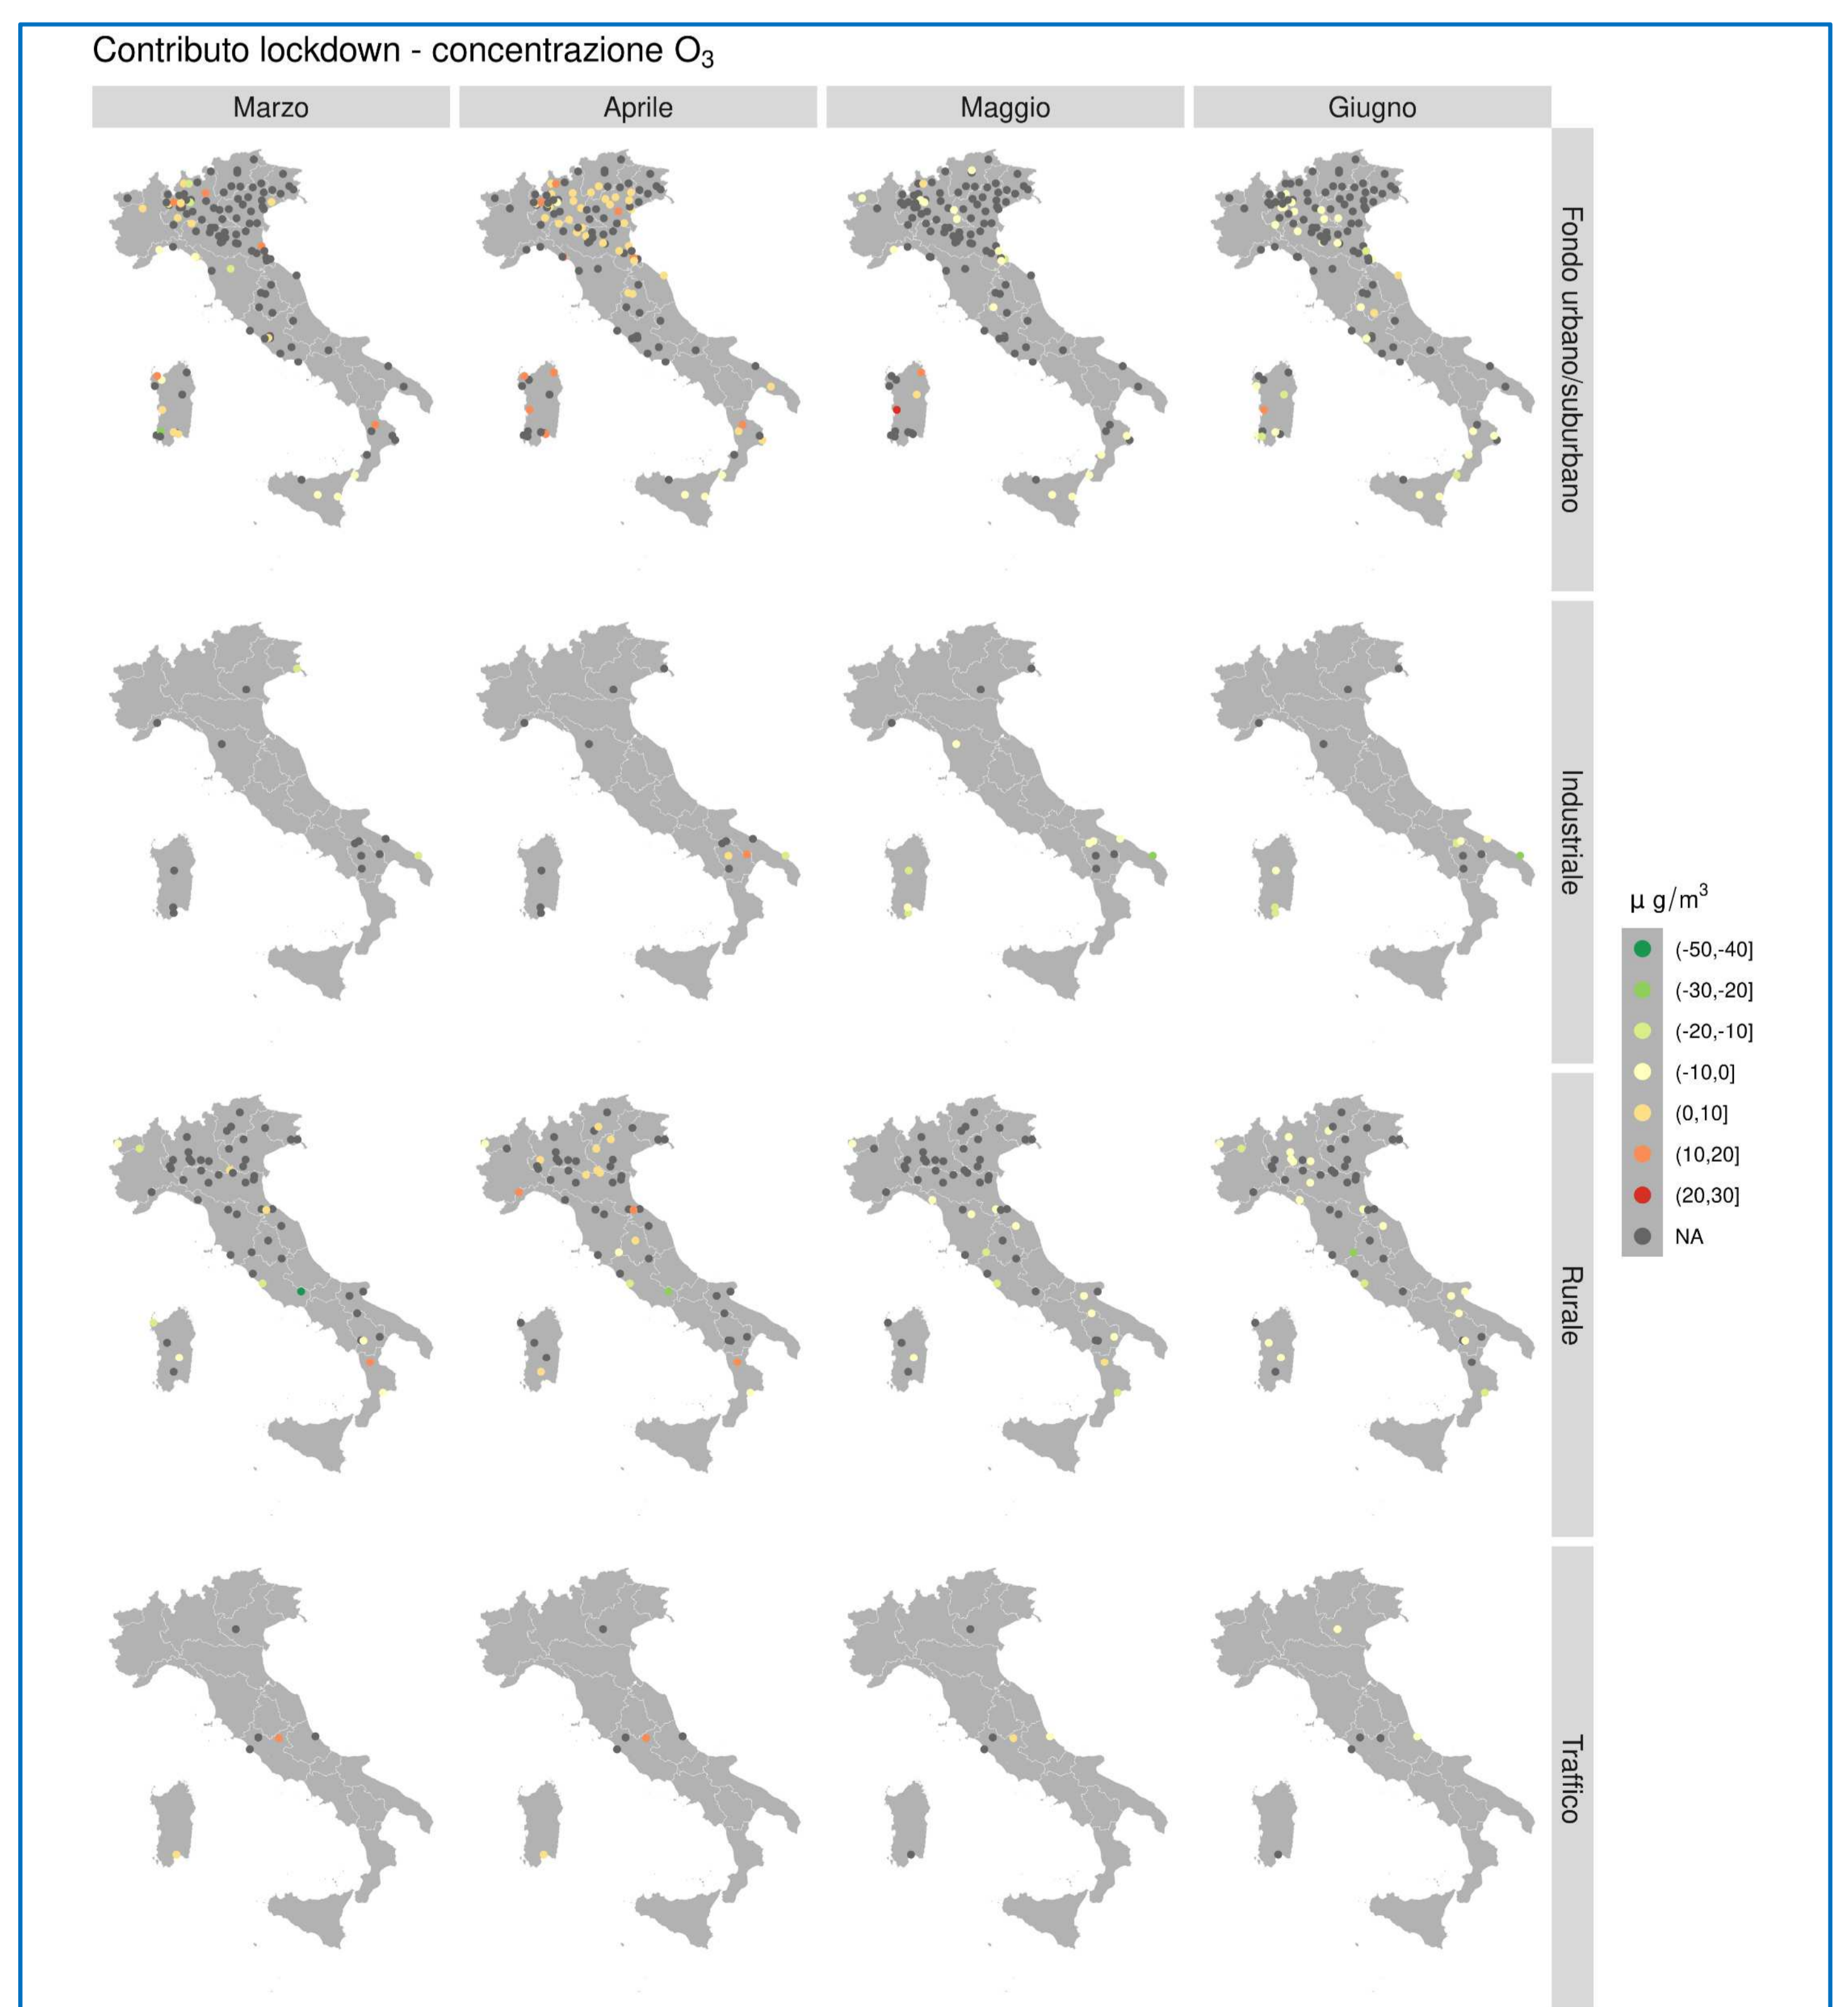 Contributo lockdown - concentrazione O₃
Marzo
Aprile
Maggio
Giugno
Fondo urbano/suburbano
Industriale
Rurale
Traffico
μ g/m³
(-50,-40]
(-30,-20]
(-20,-10]
(-10,0]
(0,10]
(10,20]
(20,30]
NA